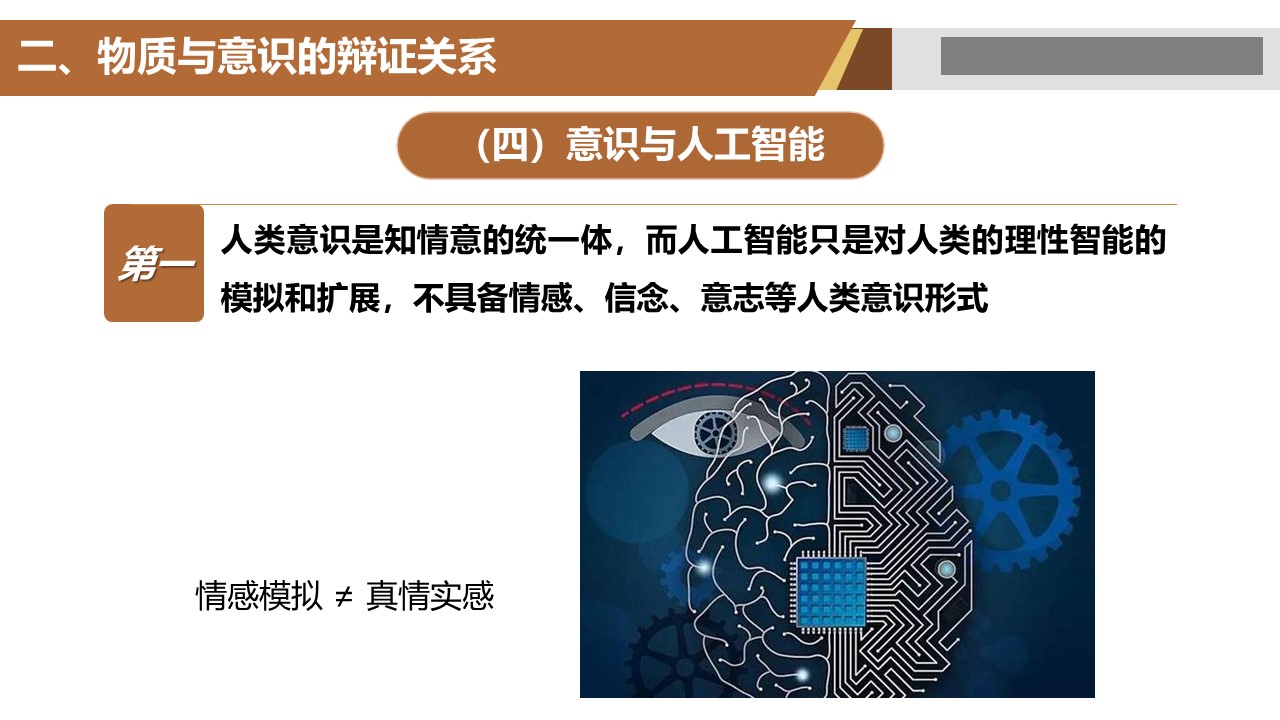 二、物质与意识的辩证关系
（四）意识与人工智能
第一
人类意识是知情意的统一体，而人工智能只是对人类的理性智能的
模拟和扩展，不具备情感、信念、意志等人类意识形式
情感模拟 ≠ 真情实感